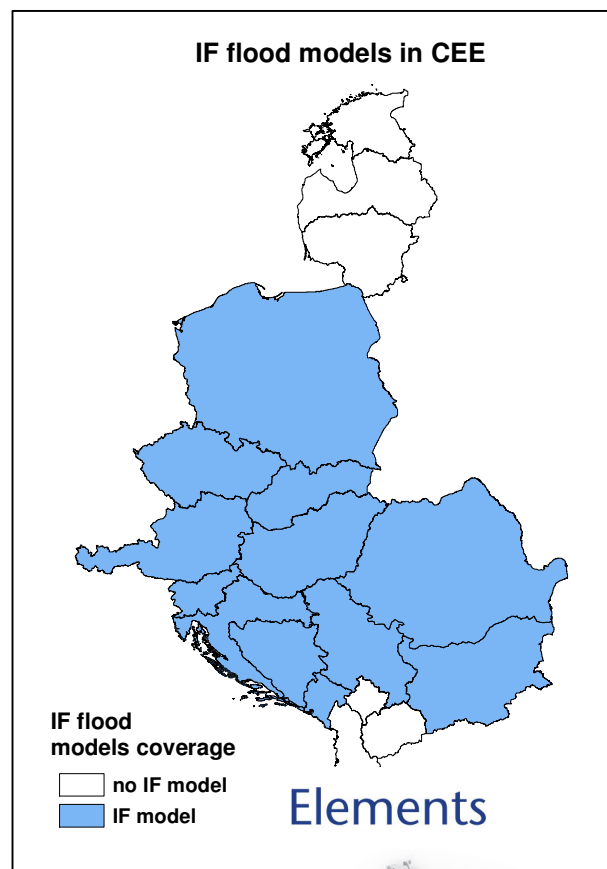 IF flood models in CEE
IF flood
models coverage
no IF model
IF model
Elements